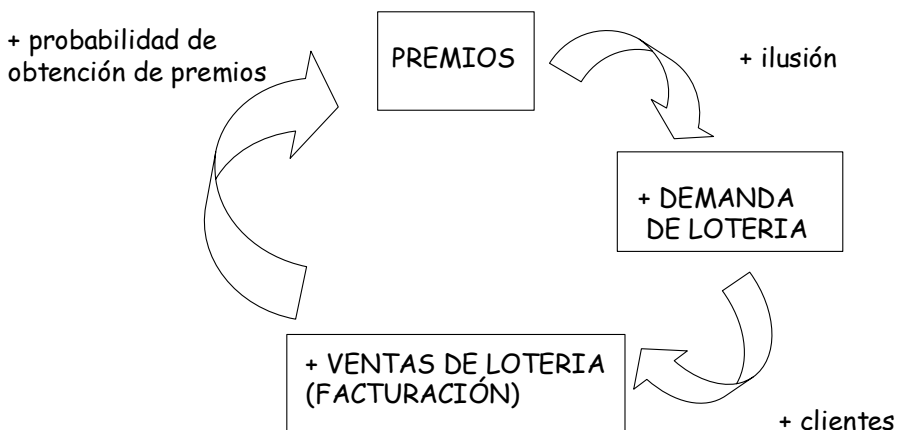 + probabilidad de
obtención de premios
PREMIOS
+ ilusión
+ DEMANDA
DE LOTERIA
+ VENTAS DE LOTERIA
(FACTURACIÓN)
+ clientes